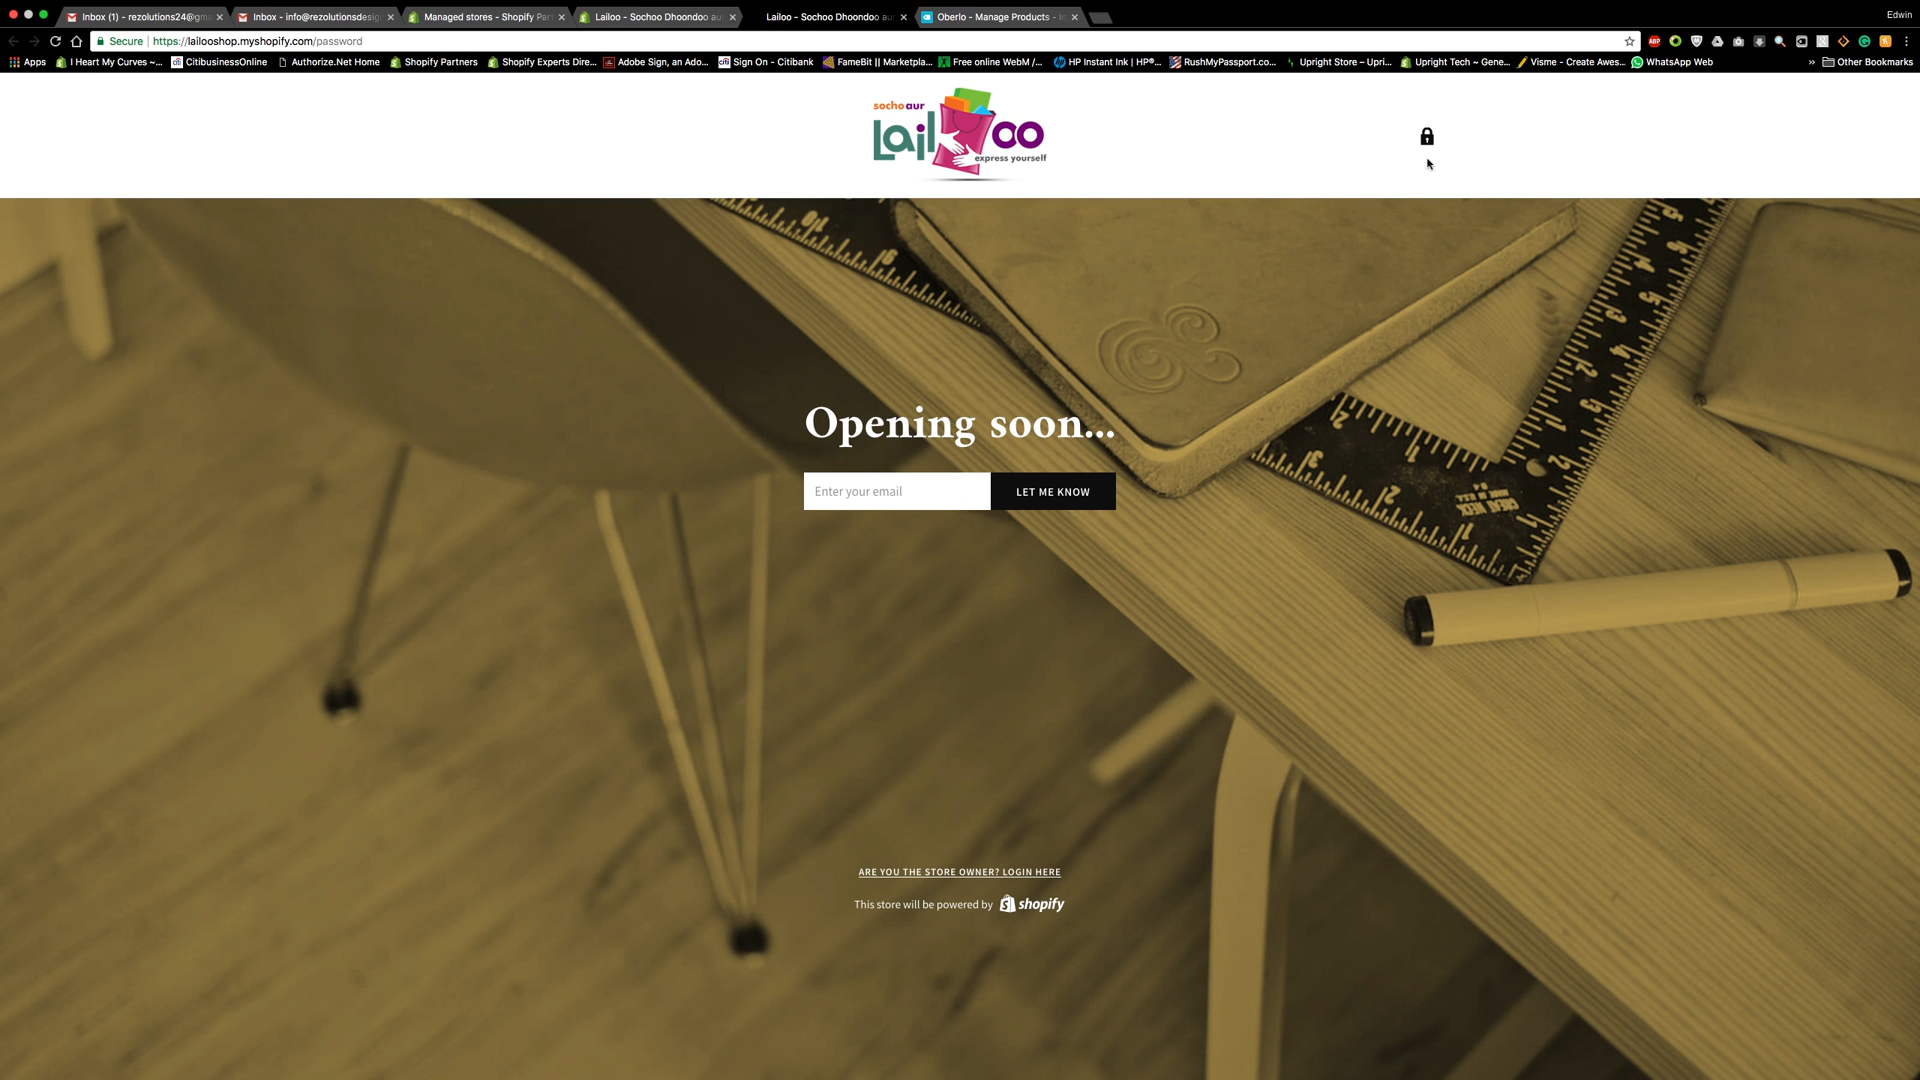 Edwin
Inbox (1) - rezolutions24@gm
Inbox - info@rezolutionsdesig
Managed stores - Shopify Par
Lailoo - Sochoo Dhoondoo au
Lailoo - Sochoo Dhoondoo au
Oberlo - Manage Products - I
Secure
https://lailooshop.myshopify.com/password
Apps
I Heart My Curves ~...
CitibusinessOnline
Authorize.Net Home
Shopify Partners
Shopify Experts Dire...
Adobe Sign, an Ado...
Sign On - Citibank
FameBit || Marketpla...
Free online WebM /...
HP Instant Ink | HP®...
RushMyPassport.co...
Upright Store – Upri...
Upright Tech ~ Gene...
Visme - Create Awes...
WhatsApp Web
»
Other Bookmarks
socho aur
Lailoo
express yourself
Opening soon...
Enter your email
LET ME KNOW
ARE YOU THE STORE OWNER? LOGIN HERE
This store will be powered by shopify